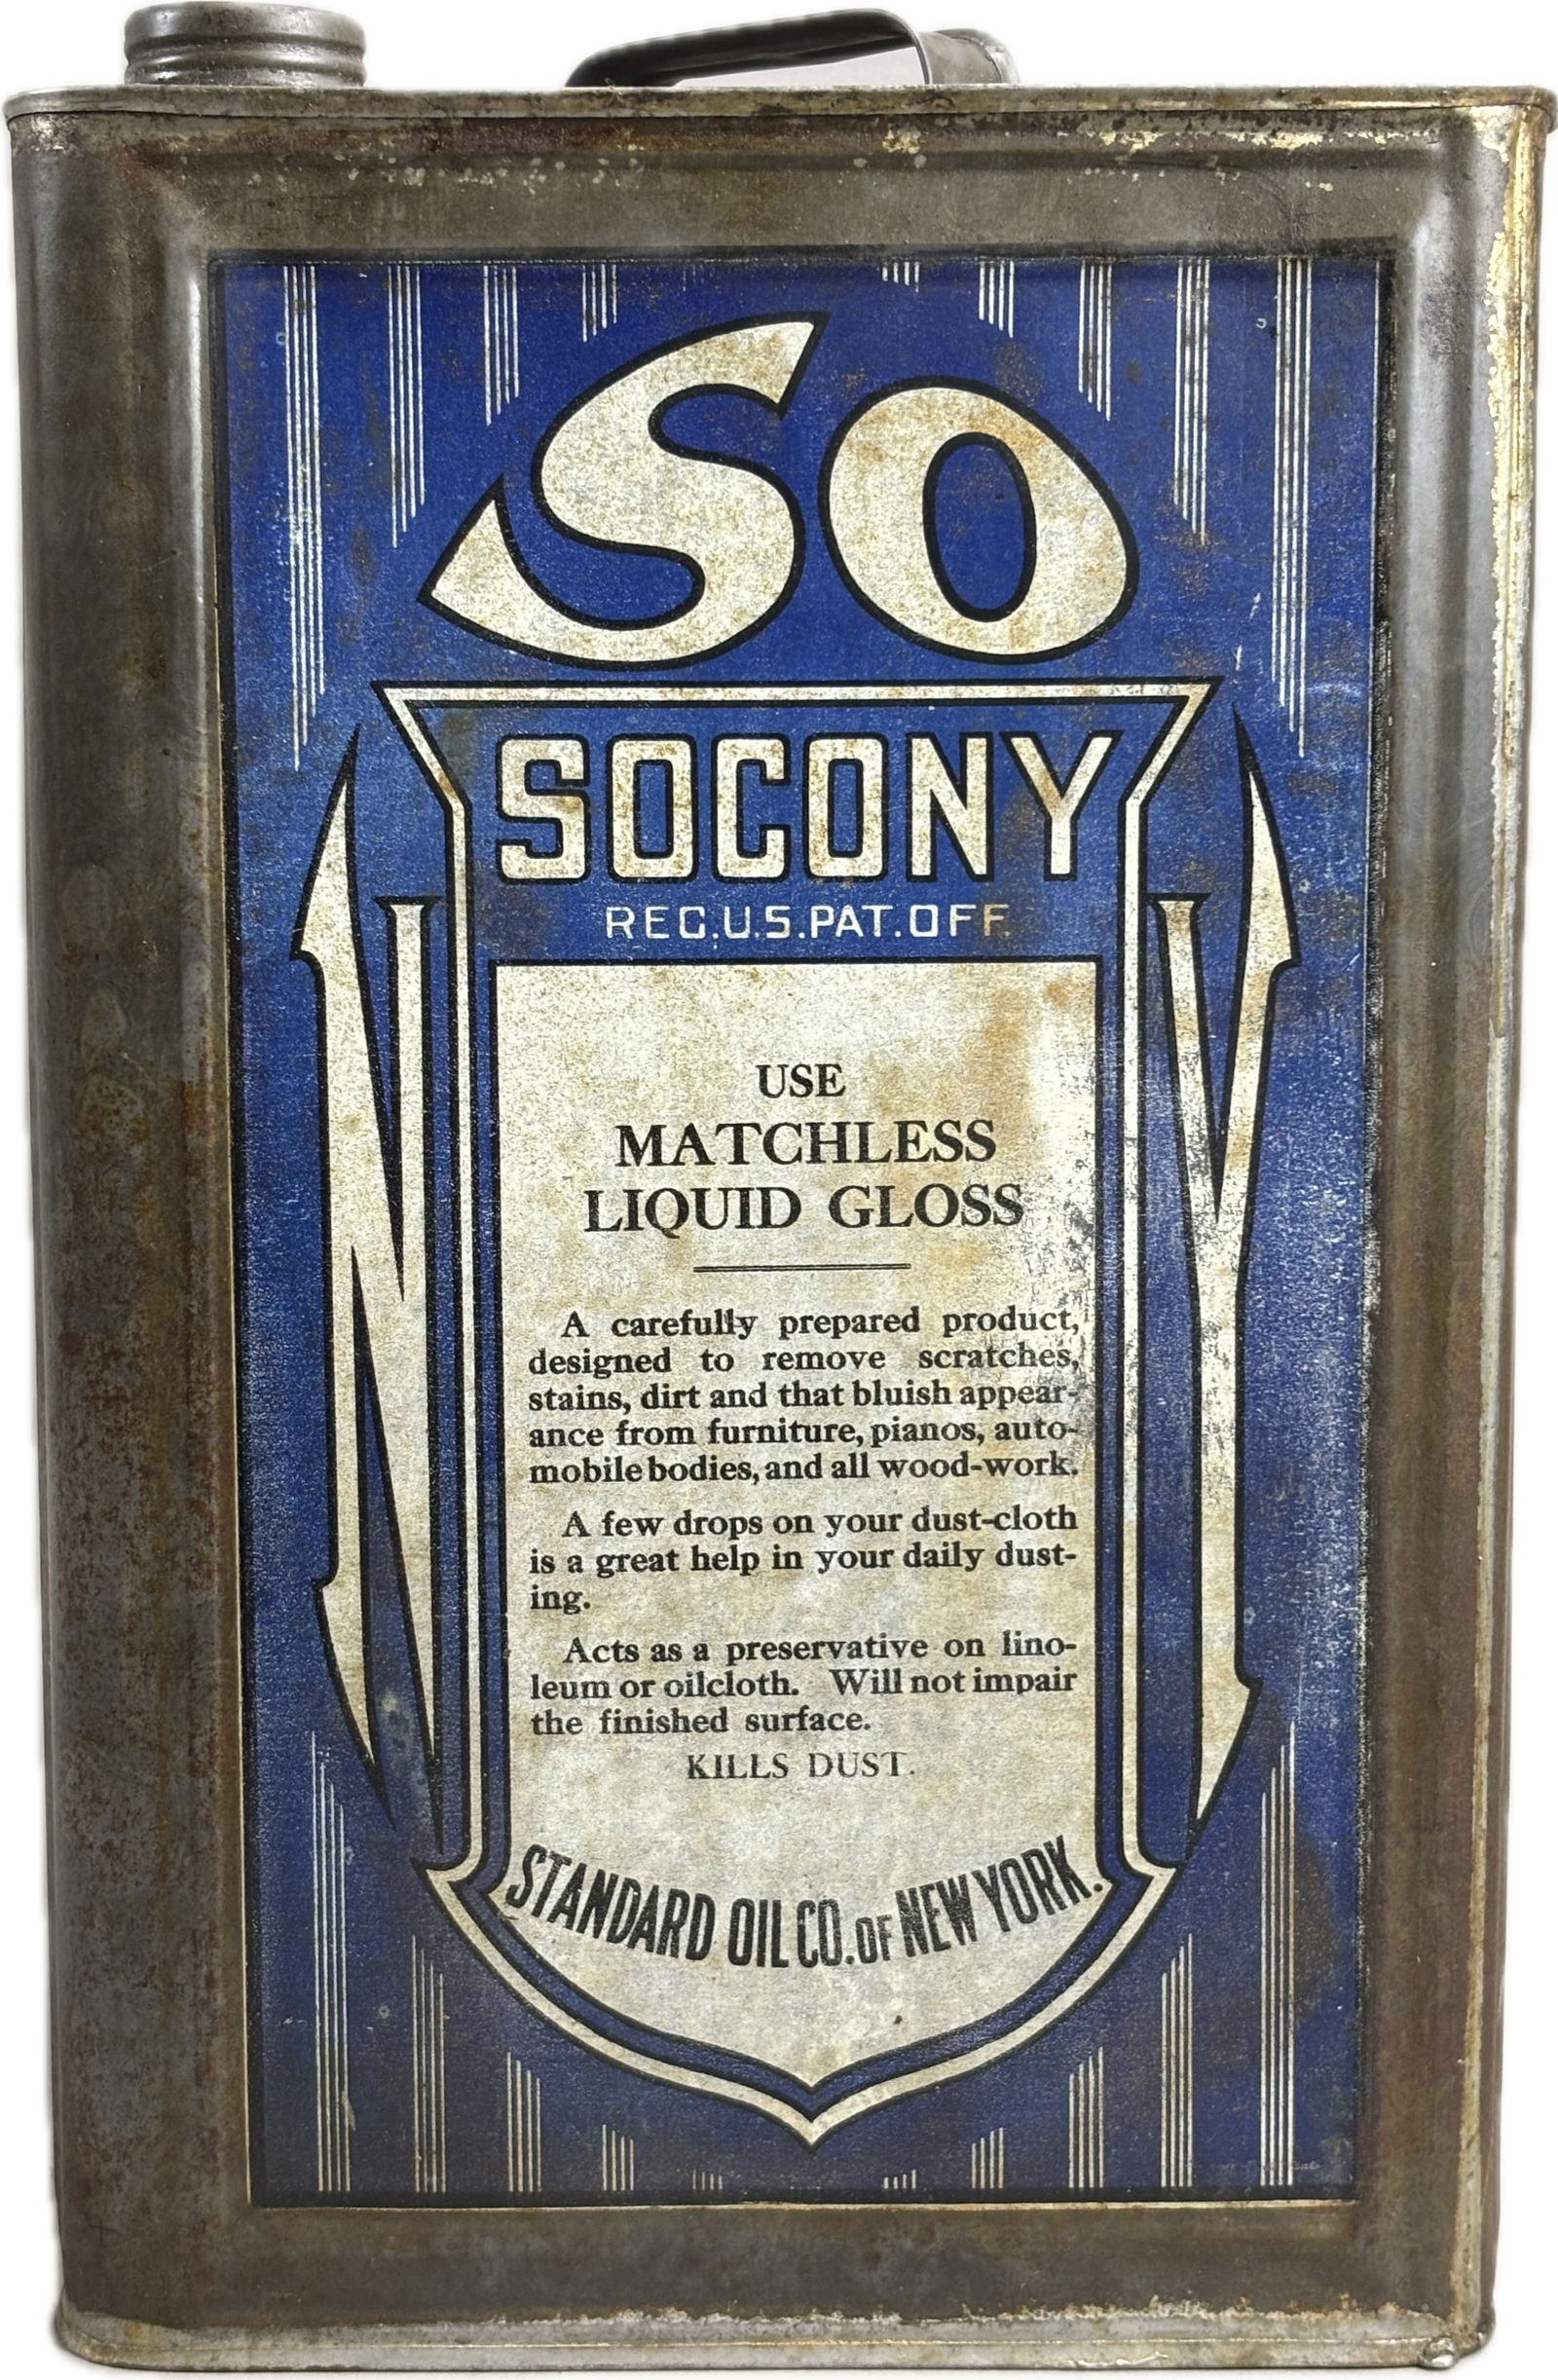 SO
SOCONY
REG.U.S.PAT.OFF.
N Y
USE
MATCHLESS
LIQUID GLOSS
A carefully prepared product,
designed to remove scratches,
stains, dirt and that bluish appear-
ance from furniture, pianos, auto-
mobile bodies, and all wood-work.
A few drops on your dust-cloth
is a great help in your daily dust-
ing.
Acts as a preservative on lino-
leum or oilcloth. Will not impair
the finished surface.
KILLS DUST.
STANDARD OIL CO. OF NEW YORK.